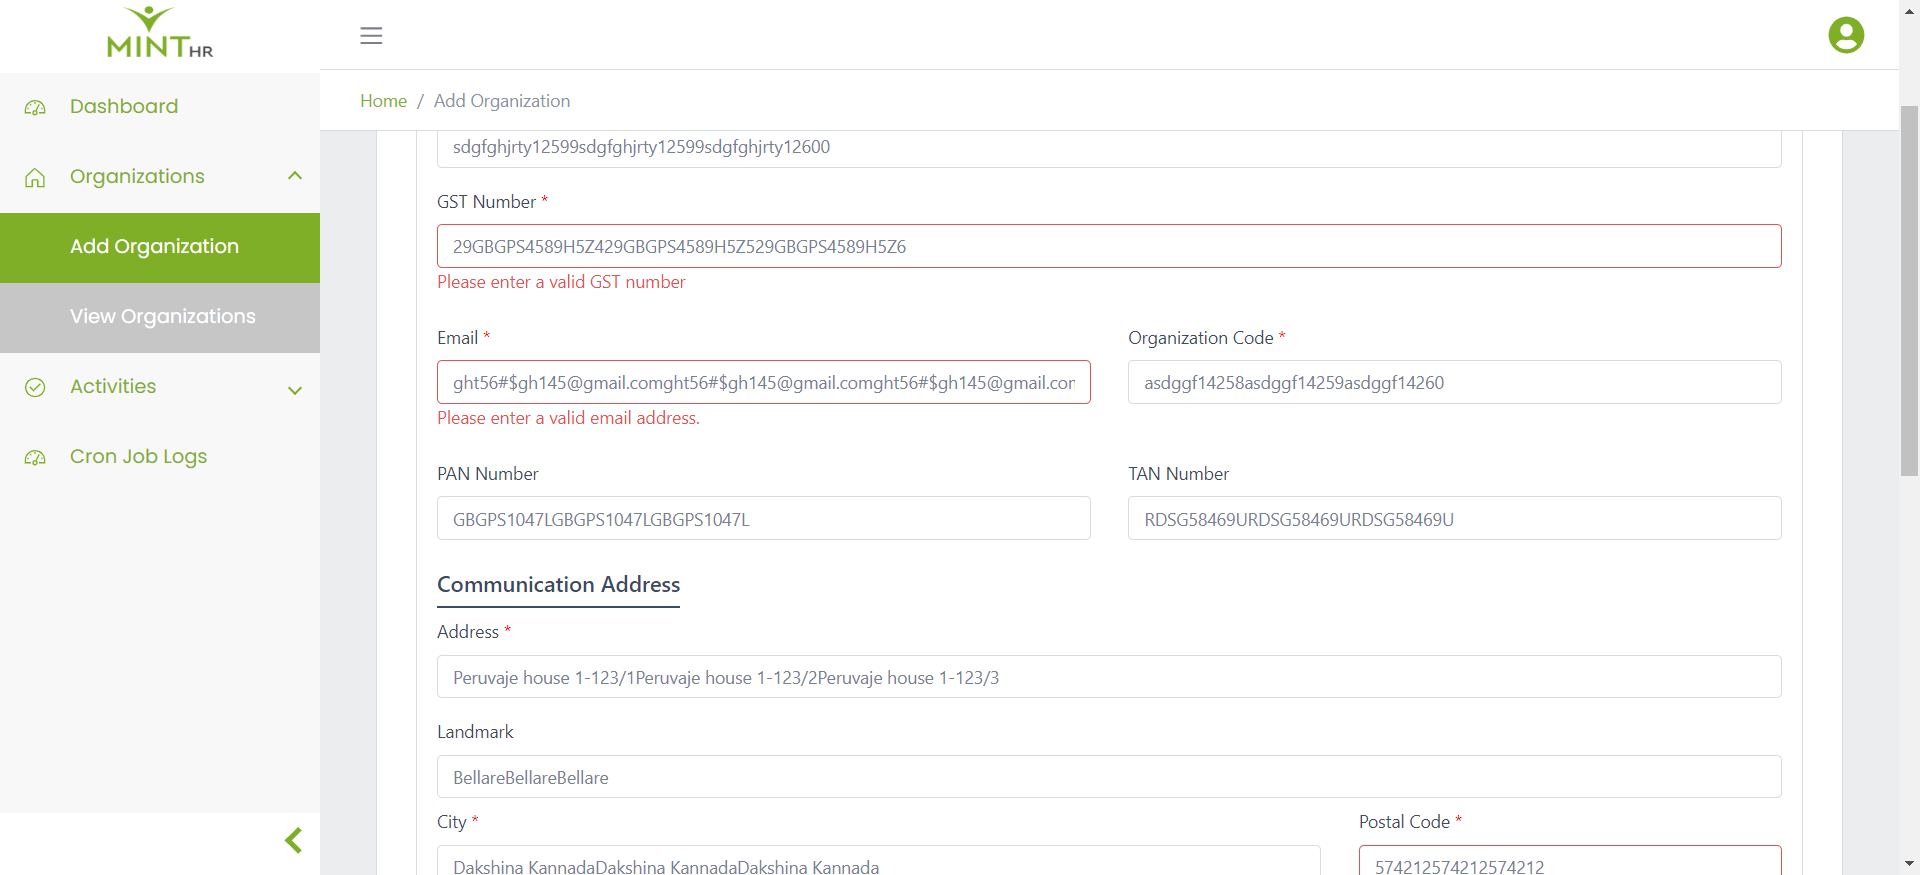 MINT HR
Home / Add Organization
Dashboard
Organizations
Add Organization
View Organizations
Activities
Cron Job Logs
sdgfghjrty12599sdgfghjrty12599sdgfghjrty12600
GST Number *
29GBGPS4589H5Z429GBGPS4589H5Z529GBGPS4589H5Z6
Please enter a valid GST number
Email *
ght56#$gh145@gmail.comght56#$gh145@gmail.comght56#$gh145@gmail.com
Please enter a valid email address.
Organization Code *
asdggf14258asdggf14259asdggf14260
PAN Number
GBGPS1047LGBGPS1047LGBGPS1047L
TAN Number
RDSG58469URDSG58469URDSG58469U
Communication Address
Address *
Peruvaje house 1-123/1Peruvaje house 1-123/2Peruvaje house 1-123/3
Landmark
BellareBellareBellare
City *
Dakshina KannadaDakshina KannadaDakshina Kannada
Postal Code *
574212574212574212